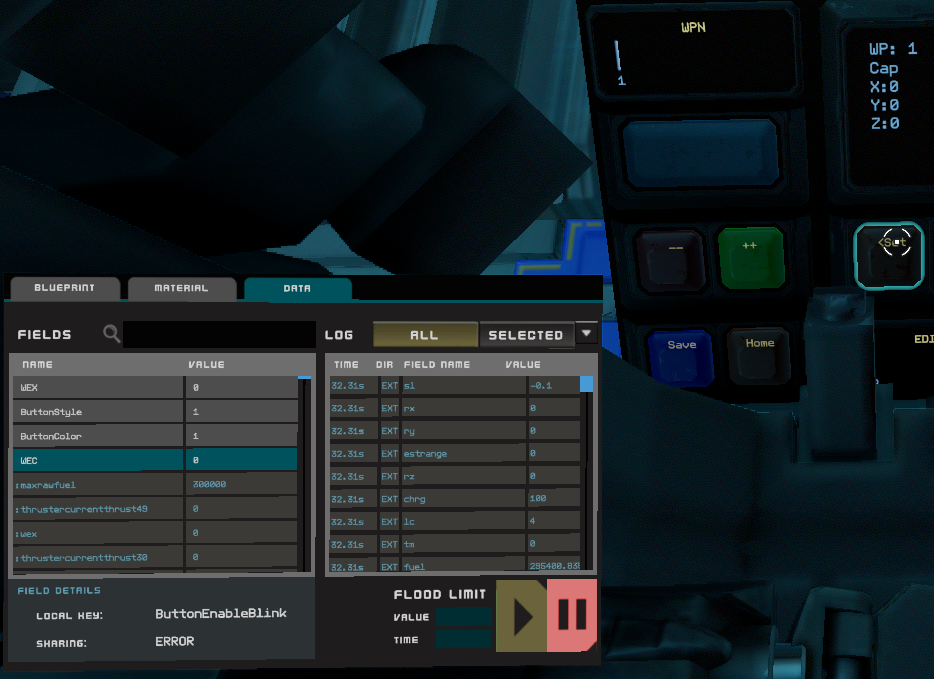 WPN
1
WP: 1
Cap
X:0
Y:0
Z:0
--
++
<Set
Save
Home
BLUEPRINT
MATERIAL
DATA
FIELDS
NAME
VALUE
WEX
0
ButtonStyle
1
ButtonColor
1
WEC
0
:maxrawfuel
300000
:thrustercurrentthrust49
0
:wex
0
:thrustercurrentthrust30
0
FIELD DETAILS
LOCAL KEY:
ButtonEnableBlink
SHARING:
ERROR
LOG
ALL
SELECTED
TIME DIR FIELD NAME VALUE
32.31s EXT sl -0.1
32.31s EXT rx 0
32.31s EXT ry 0
32.31s EXT estrange 0
32.31s EXT rz 0
32.31s EXT chrg 100
32.31s EXT lc 4
32.31s EXT tm 0
32.31s EXT fuel
FLOOD LIMIT
VALUE
TIME